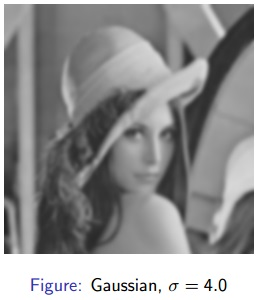 Figure: Gaussian, σ = 4.0